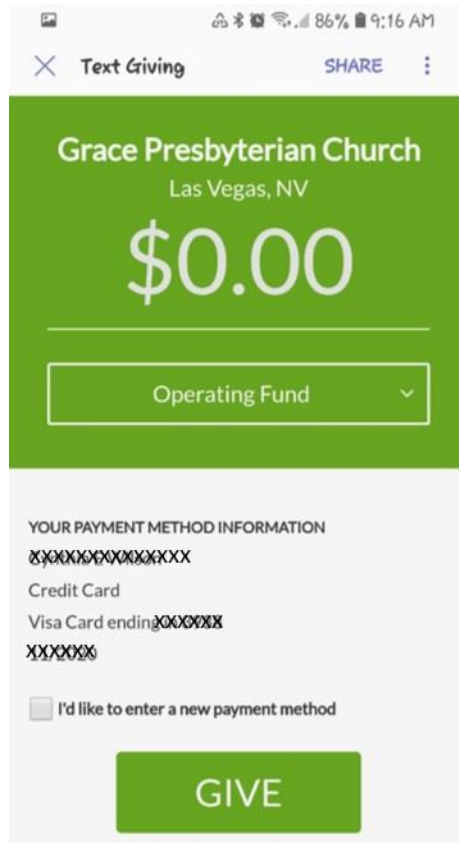 86% 9:16 AM
Text Giving SHARE
Grace Presbyterian Church
Las Vegas, NV
$0.00
Operating Fund
YOUR PAYMENT METHOD INFORMATION
XXXXXXXXXXXXXXX
Credit Card
Visa Card ending XXXXXX
XXXXXX
I'd like to enter a new payment method
GIVE